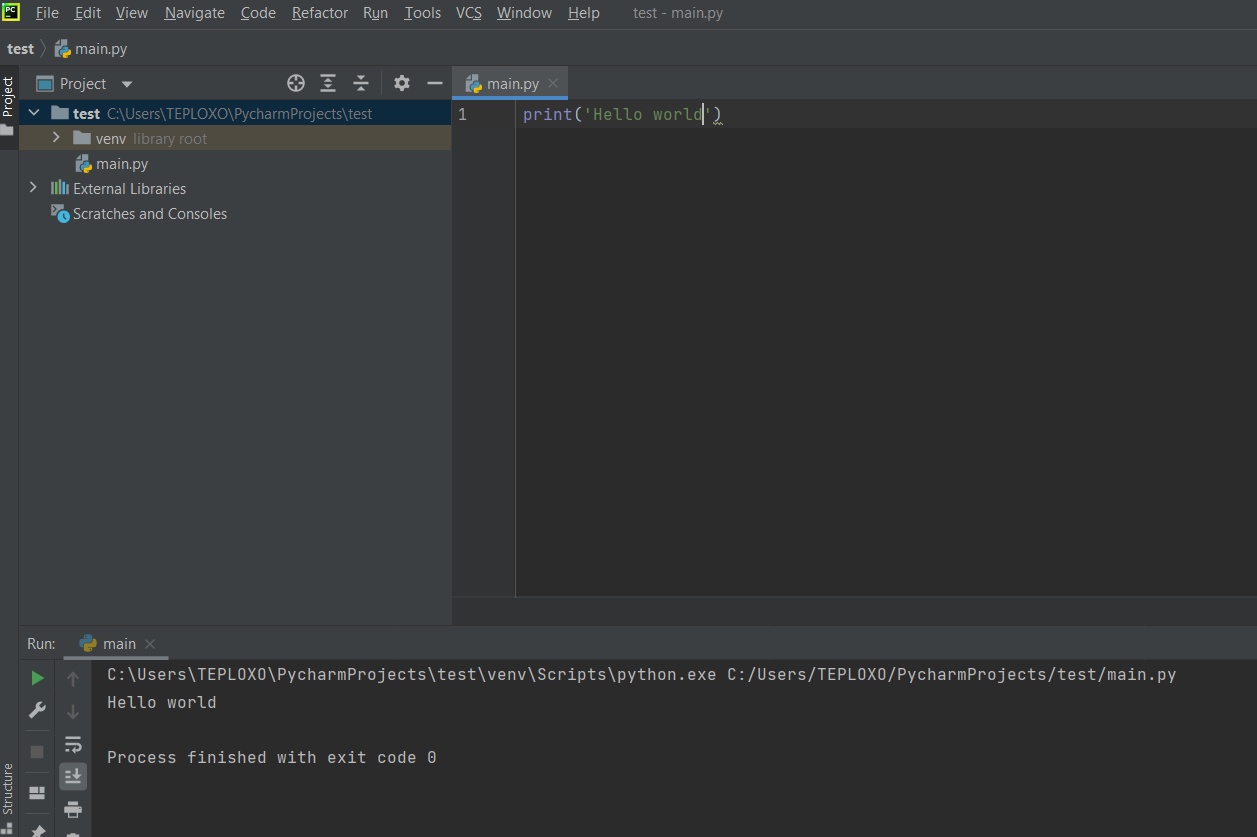 PC File Edit View Navigate Code Refactor Run Tools VCS Window Help test - main.py
test main.py
Project
Project
main.py
test C:\Users\TEPLOXO\PycharmProjects\test
1 print('Hello world')
venv library root
main.py
External Libraries
Scratches and Consoles
Run: main
C:\Users\TEPLOXO\PycharmProjects\test\venv\Scripts\python.exe C:/Users/TEPLOXO/PycharmProjects/test/main.py
Hello world
Process finished with exit code 0
Structure